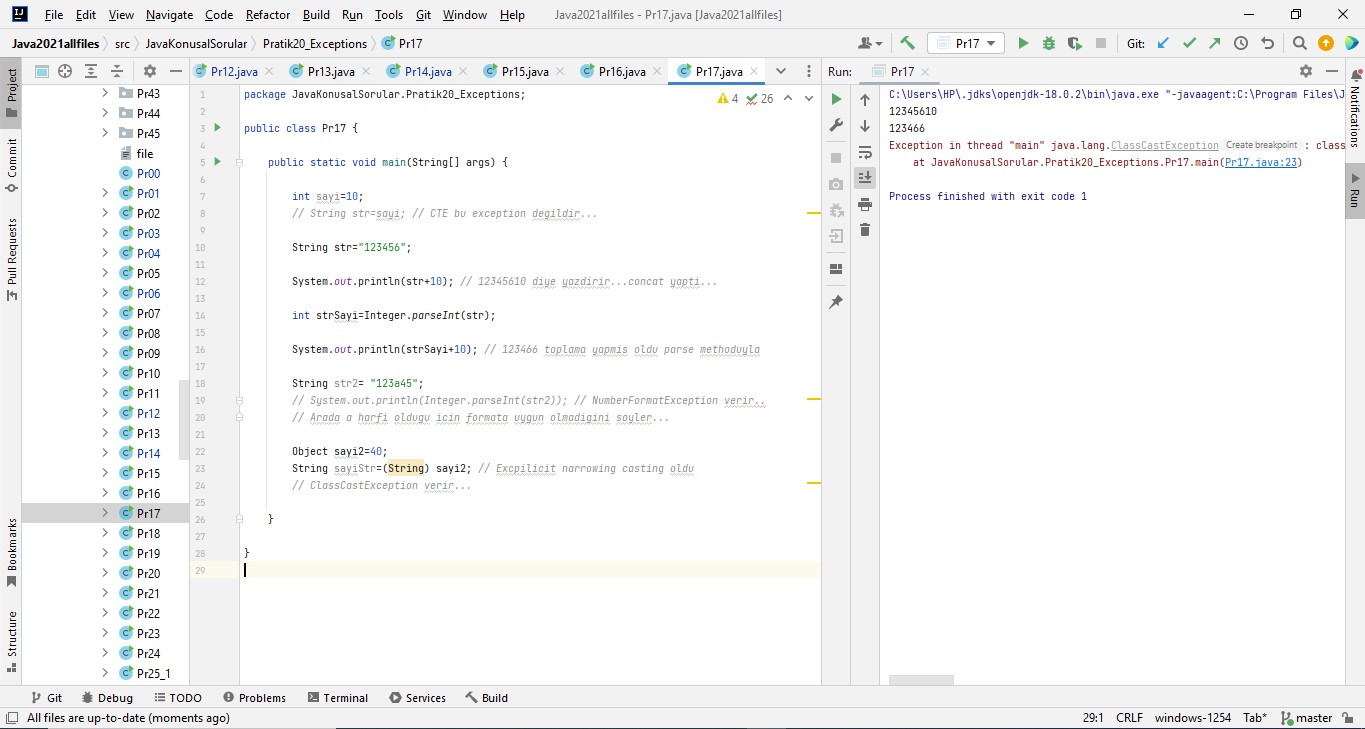 File Edit View Navigate Code Refactor Build Run Tools Git Window Help Java2021allfiles - Pr17.java [Java2021allfiles]
Java2021allfiles src JavaKonusalSorular Pratik20_Exceptions Pr17 Pr17 Git:
Project
Commit
Pull Requests
Bookmarks
Structure
Pr43
Pr44
Pr45
file
Pr00
Pr01
Pr02
Pr03
Pr04
Pr05
Pr06
Pr07
Pr08
Pr09
Pr10
Pr11
Pr12
Pr13
Pr14
Pr15
Pr16
Pr17
Pr18
Pr19
Pr20
Pr21
Pr22
Pr23
Pr24
Pr25_1
Pr12.java Pr13.java Pr14.java Pr15.java Pr16.java Pr17.java
4 26
1 package JavaKonusalSorular.Pratik20_Exceptions;
2
3 public class Pr17 {
4
5 public static void main(String[] args) {
6
7 int sayi=10;
8 // String str=sayi; // CTE bu exception degildir...
9
10 String str="123456";
11
12 System.out.println(str+10); // 12345610 diye yazdirir...concat yapti...
13
14 int strSayi=Integer.parseInt(str);
15
16 System.out.println(strSayi+10); // 123466 toplama yapmis oldu parse methoduyla
17
18 String str2= "123a45";
19 // System.out.println(Integer.parseInt(str2)); // NumberFormatException verir..
20 // Arada a harfi oldugu icin formata uygun olmadigini soyler...
21
22 Object sayi2=40;
23 String sayiStr=(String) sayi2; // Excpilicit narrowing casting oldu
24 // ClassCastException verir...
25
26 }
27
28 }
29
Run: Pr17
C:\Users\HP\.jdks\openjdk-18.0.2\bin\java.exe "-javaagent:C:\Program Files\J
12345610
123466
Exception in thread "main" java.lang.ClassCastException Create breakpoint : class
at JavaKonusalSorular.Pratik20_Exceptions.Pr17.main(Pr17.java:23)
Process finished with exit code 1
Notifications
Run
Git Debug TODO Problems Terminal Services Build
All files are up-to-date (moments ago) 29:1 CRLF windows-1254 Tab* master